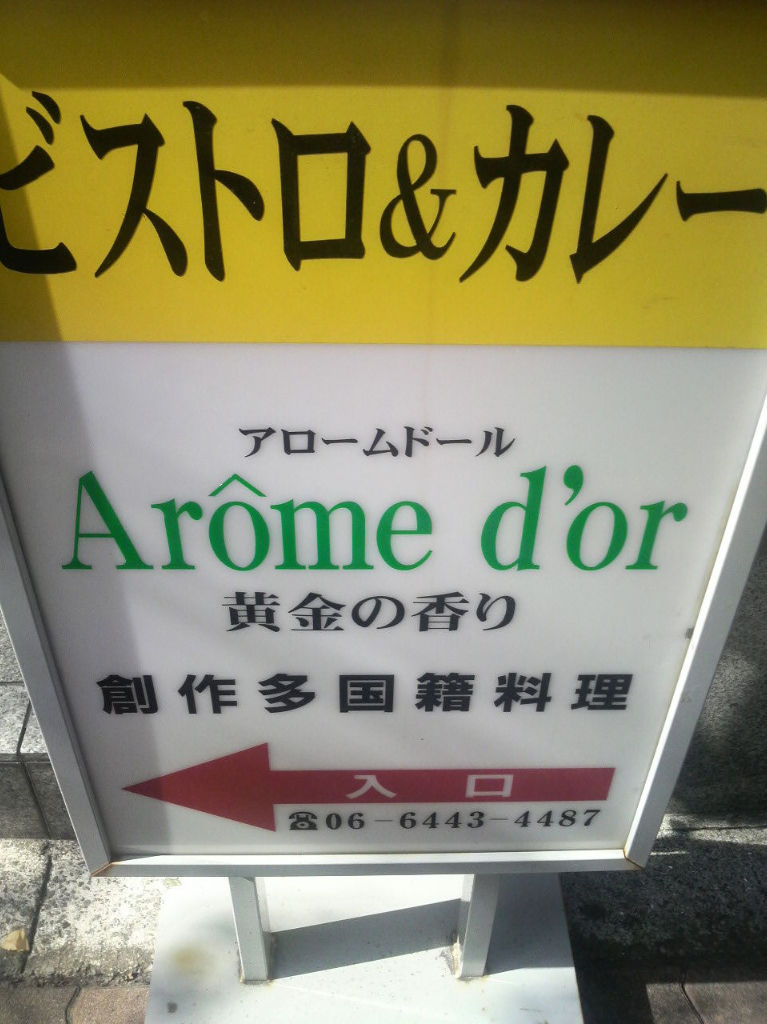 ビストロ&カレー
アロームドール
Arôme d'or
黄金の香り
創作多国籍料理
入口
☎06-6443-4487